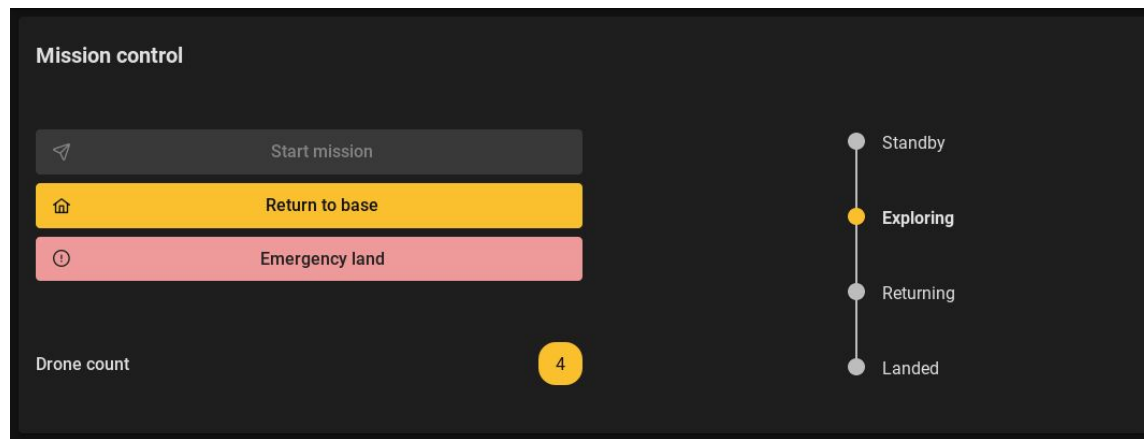 Mission control
Start mission
Return to base
Emergency land
Drone count
4
Standby
Exploring
Returning
Landed